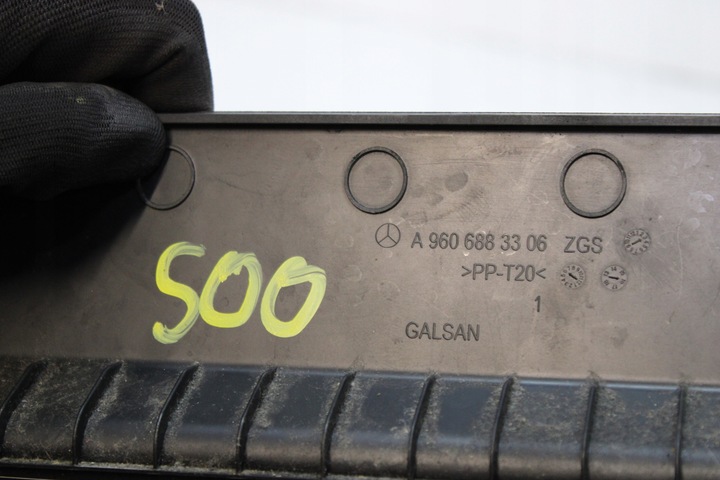 A 960 688 33 06 ZGS
>PP-T20<
1
500
GALSAN